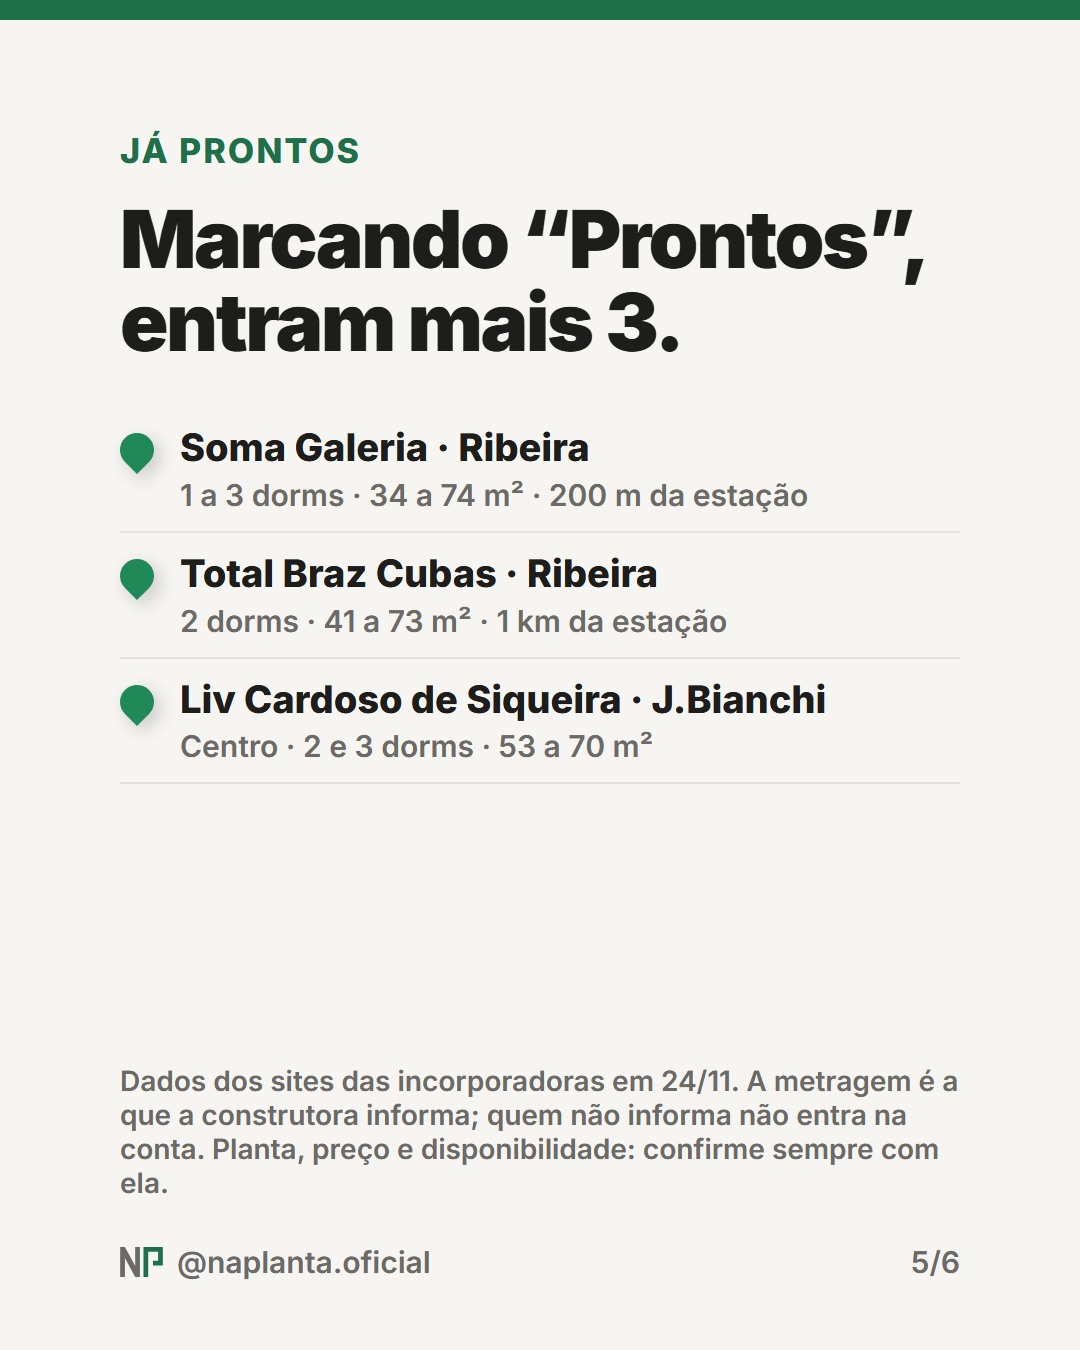 JÁ PRONTOS
Marcando “Prontos”,
entram mais 3.
Soma Galeria · Ribeira
1 a 3 dorms · 34 a 74 m² · 200 m da estação
Total Braz Cubas · Ribeira
2 dorms · 41 a 73 m² · 1 km da estação
Liv Cardoso de Siqueira · J.Bianchi
Centro · 2 e 3 dorms · 53 a 70 m²
Dados dos sites das incorporadoras em 24/11. A metragem é a
que a construtora informa; quem não informa não entra na
conta. Planta, preço e disponibilidade: confirme sempre com
ela.
NP @naplanta.oficial
5/6